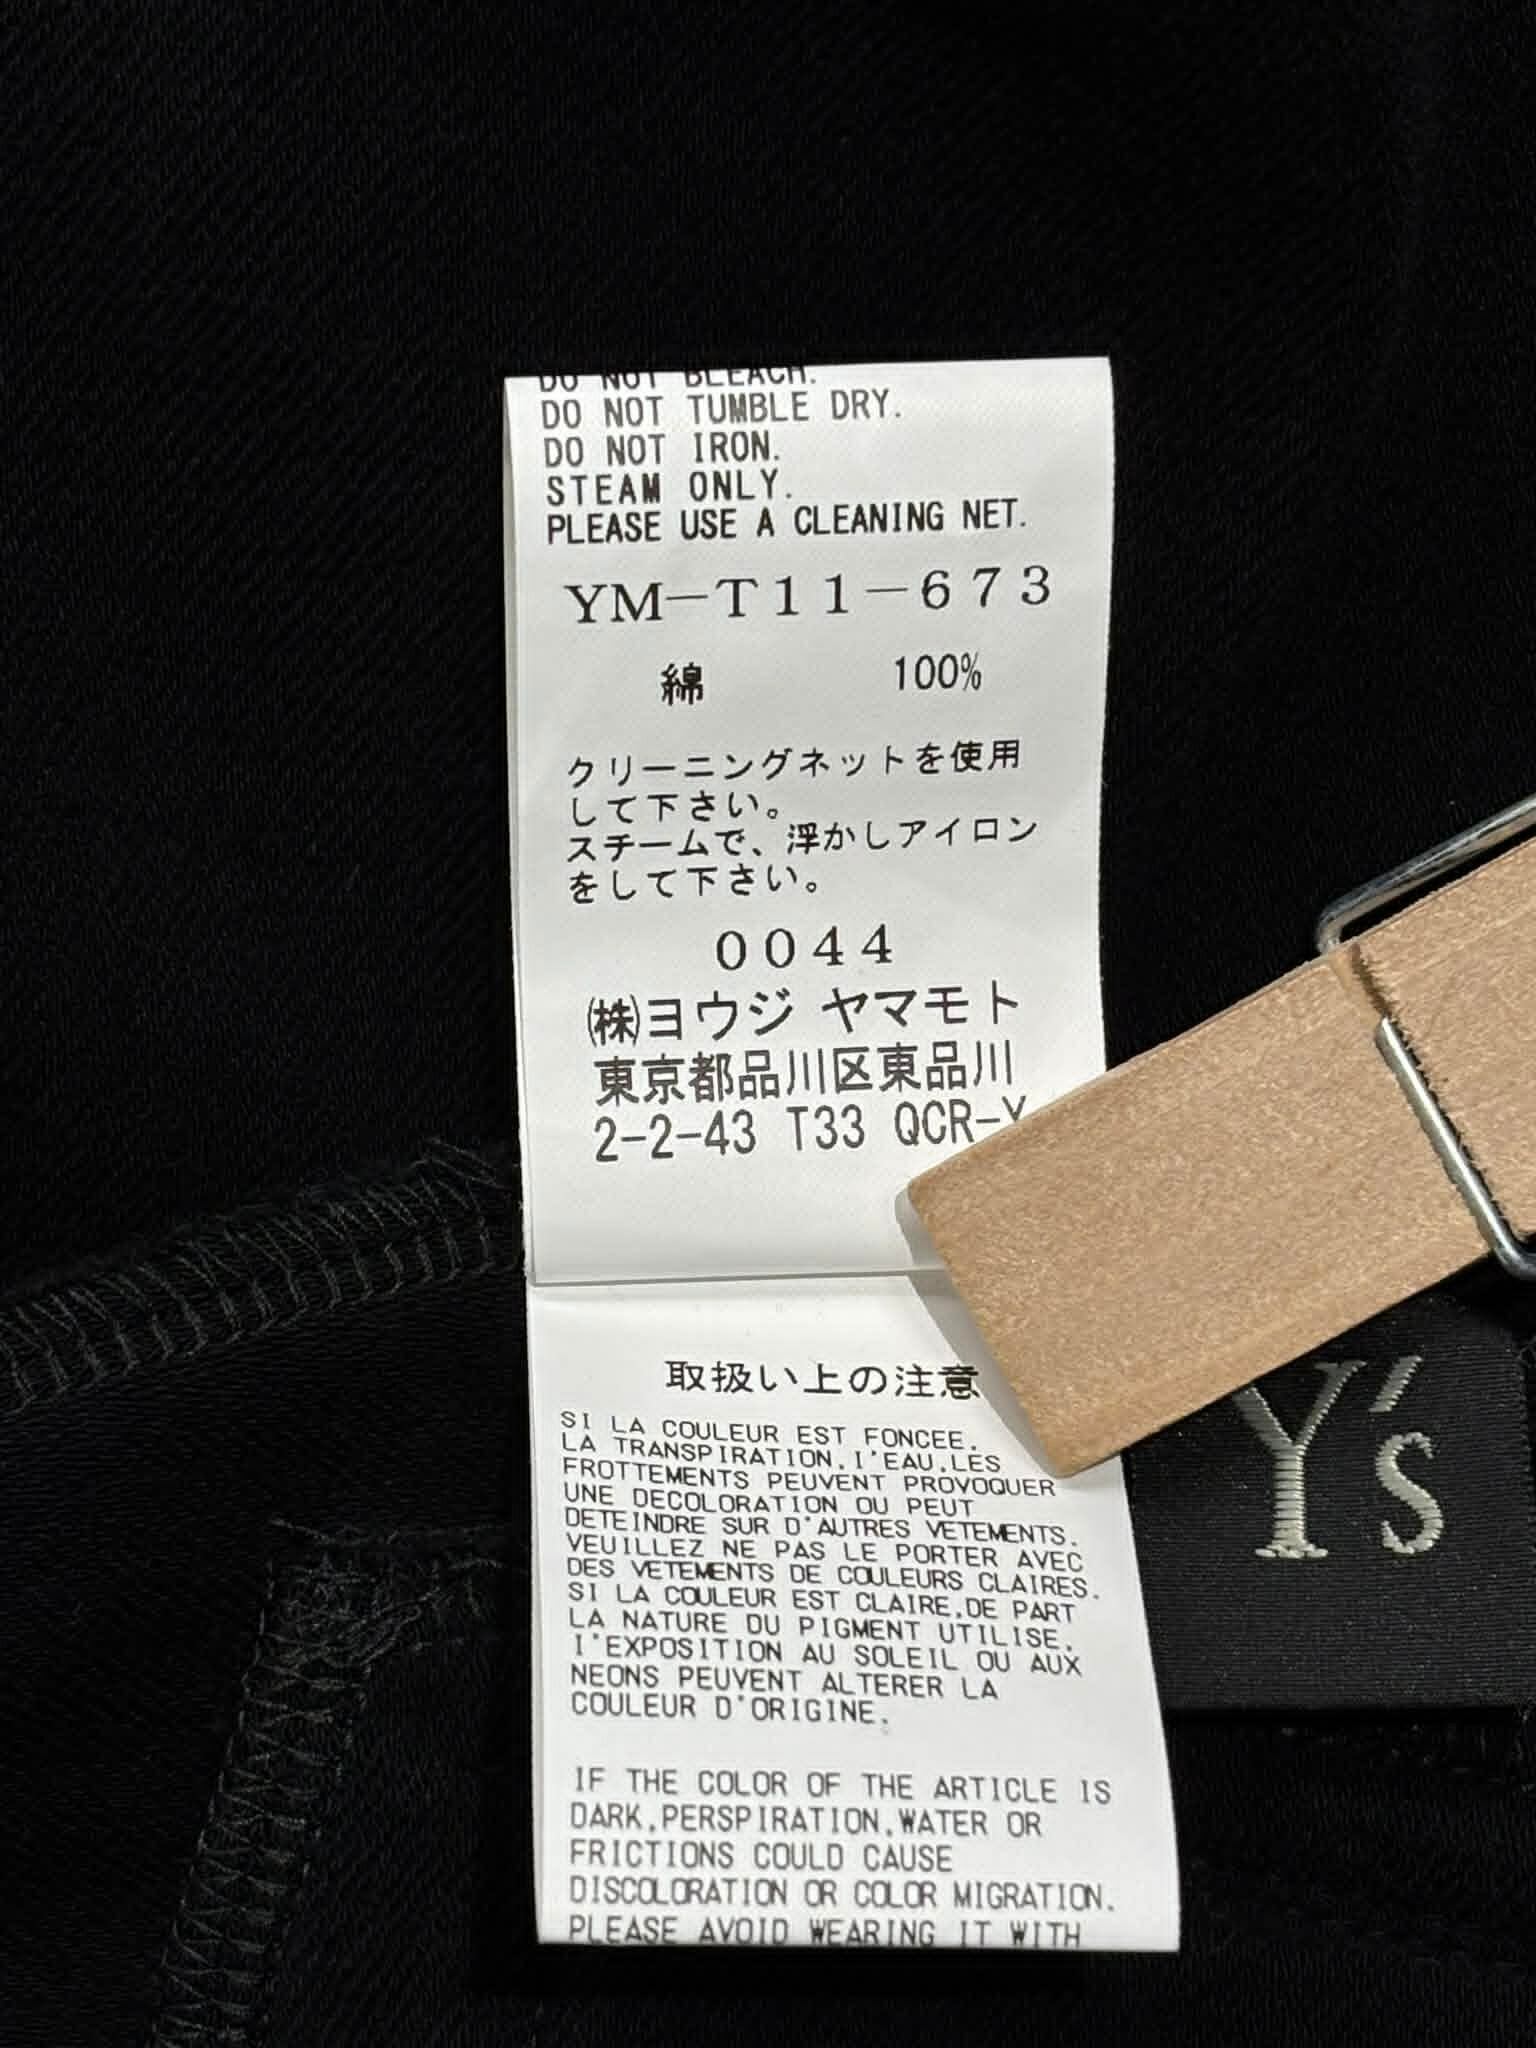 DO NOT BLEACH.
DO NOT TUMBLE DRY.
DO NOT IRON.
STEAM ONLY.
PLEASE USE A CLEANING NET.
YM-T11-673
綿 100%
クリーニングネットを使用
して下さい。
スチームで、浮かしアイロン
をして下さい。
0044
㈱ヨウジ ヤマモト
東京都品川区東品川
2-2-43 T33 QCR-Y
取扱い上の注意
SI LA COULEUR EST FONCEE.
LA TRANSPIRATION.I'EAU.LES
FROTTEMENTS PEUVENT PROVOQUER
UNE DECOLORATION OU PEUT
DETEINDRE SUR D'AUTRES VETEMENTS.
VEUILLEZ NE PAS LE PORTER AVEC
DES VETEMENTS DE COULEURS CLAIRES.
SI LA COULEUR EST CLAIRE.DE PART
LA NATURE DU PIGMENT UTILISE.
I'EXPOSITION AU SOLEIL OU AUX
NEONS PEUVENT ALTERER LA
COULEUR D'ORIGINE.
IF THE COLOR OF THE ARTICLE IS
DARK.PERSPIRATION.WATER OR
FRICTIONS COULD CAUSE
DISCOLORATION OR COLOR MIGRATION.
PLEASE AVOID WEARING IT WITH
Y's